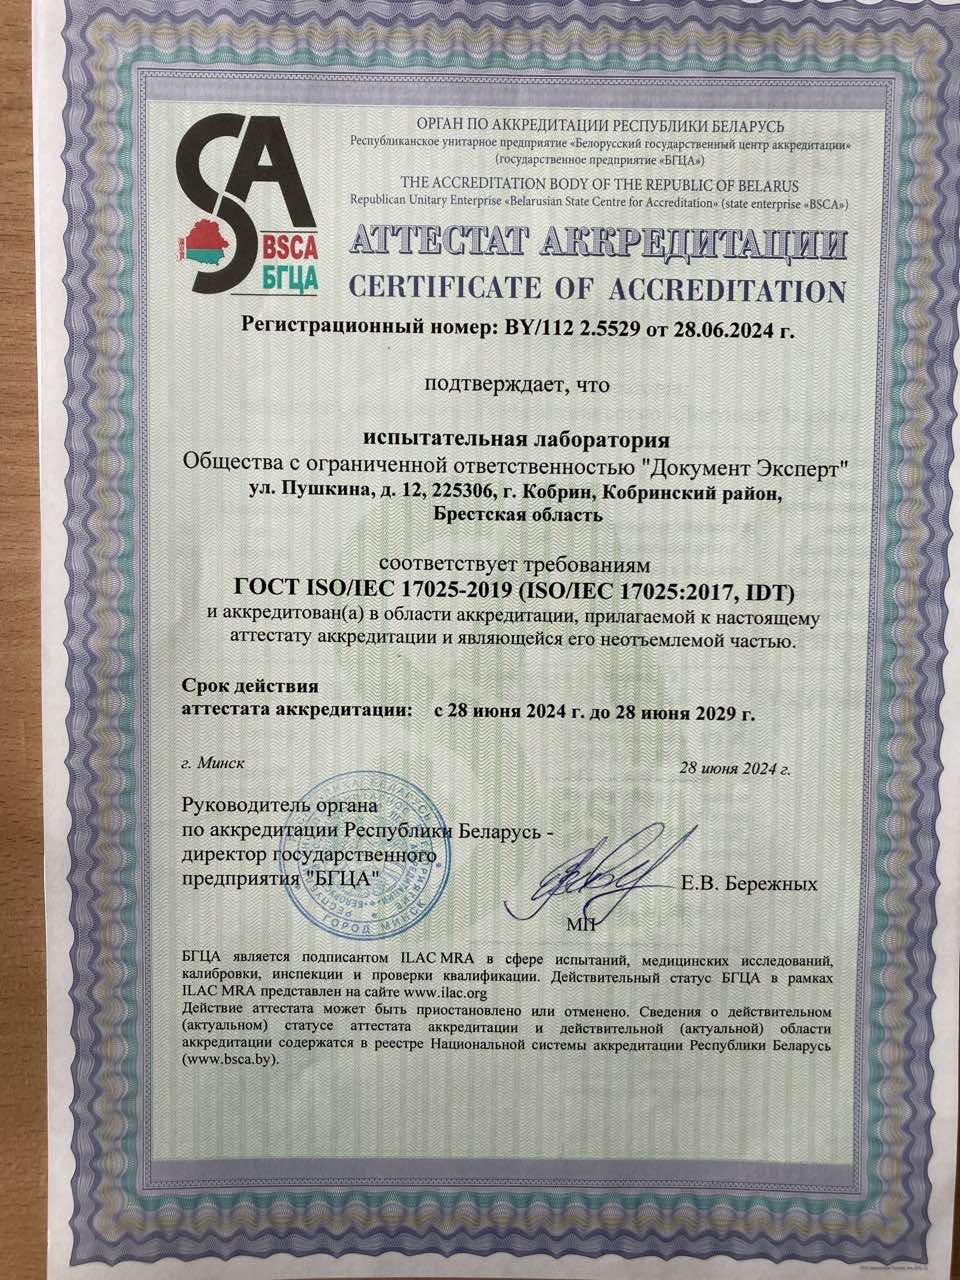 ОРГАН ПО АККРЕДИТАЦИИ РЕСПУБЛИКИ БЕЛАРУСЬ
Республиканское унитарное предприятие «Белорусский государственный центр аккредитации»
(государственное предприятие «БГЦА»)
THE ACCREDITATION BODY OF THE REPUBLIC OF BELARUS
Republican Unitary Enterprise «Belarusian State Centre for Accreditation» (state enterprise «BSCA»)
BSCA
БГЦА
АТТЕСТАТ АККРЕДИТАЦИИ
CERTIFICATE OF ACCREDITATION
Регистрационный номер: BY/112 2.5529 от 28.06.2024 г.
подтверждает, что
испытательная лаборатория
Общества с ограниченной ответственностью "Документ Эксперт"
ул. Пушкина, д. 12, 225306, г. Кобрин, Кобринский район,
Брестская область
соответствует требованиям
ГОСТ ISO/IEC 17025-2019 (ISO/IEC 17025:2017, IDT)
и аккредитован(а) в области аккредитации, прилагаемой к настоящему
аттестату аккредитации и являющейся его неотъемлемой частью.
Срок действия
аттестата аккредитации: с 28 июня 2024 г. до 28 июня 2029 г.
г. Минск
28 июня 2024 г.
Руководитель органа
по аккредитации Республики Беларусь -
директор государственного
предприятия "БГЦА"
Е.В. Бережных
МП
ГОРОД МИНСК
БГЦА является подписантом ILAC MRA в сфере испытаний, медицинских исследований,
калибровки, инспекции и проверки квалификации. Действительный статус БГЦА в рамках
ILAC MRA представлен на сайте www.ilac.org
Действие аттестата может быть приостановлено или отменено. Сведения о действительном
(актуальном) статусе аттестата аккредитации и действительной (актуальной) области
аккредитации содержатся в реестре Национальной системы аккредитации Республики Беларусь
(www.bsca.by).